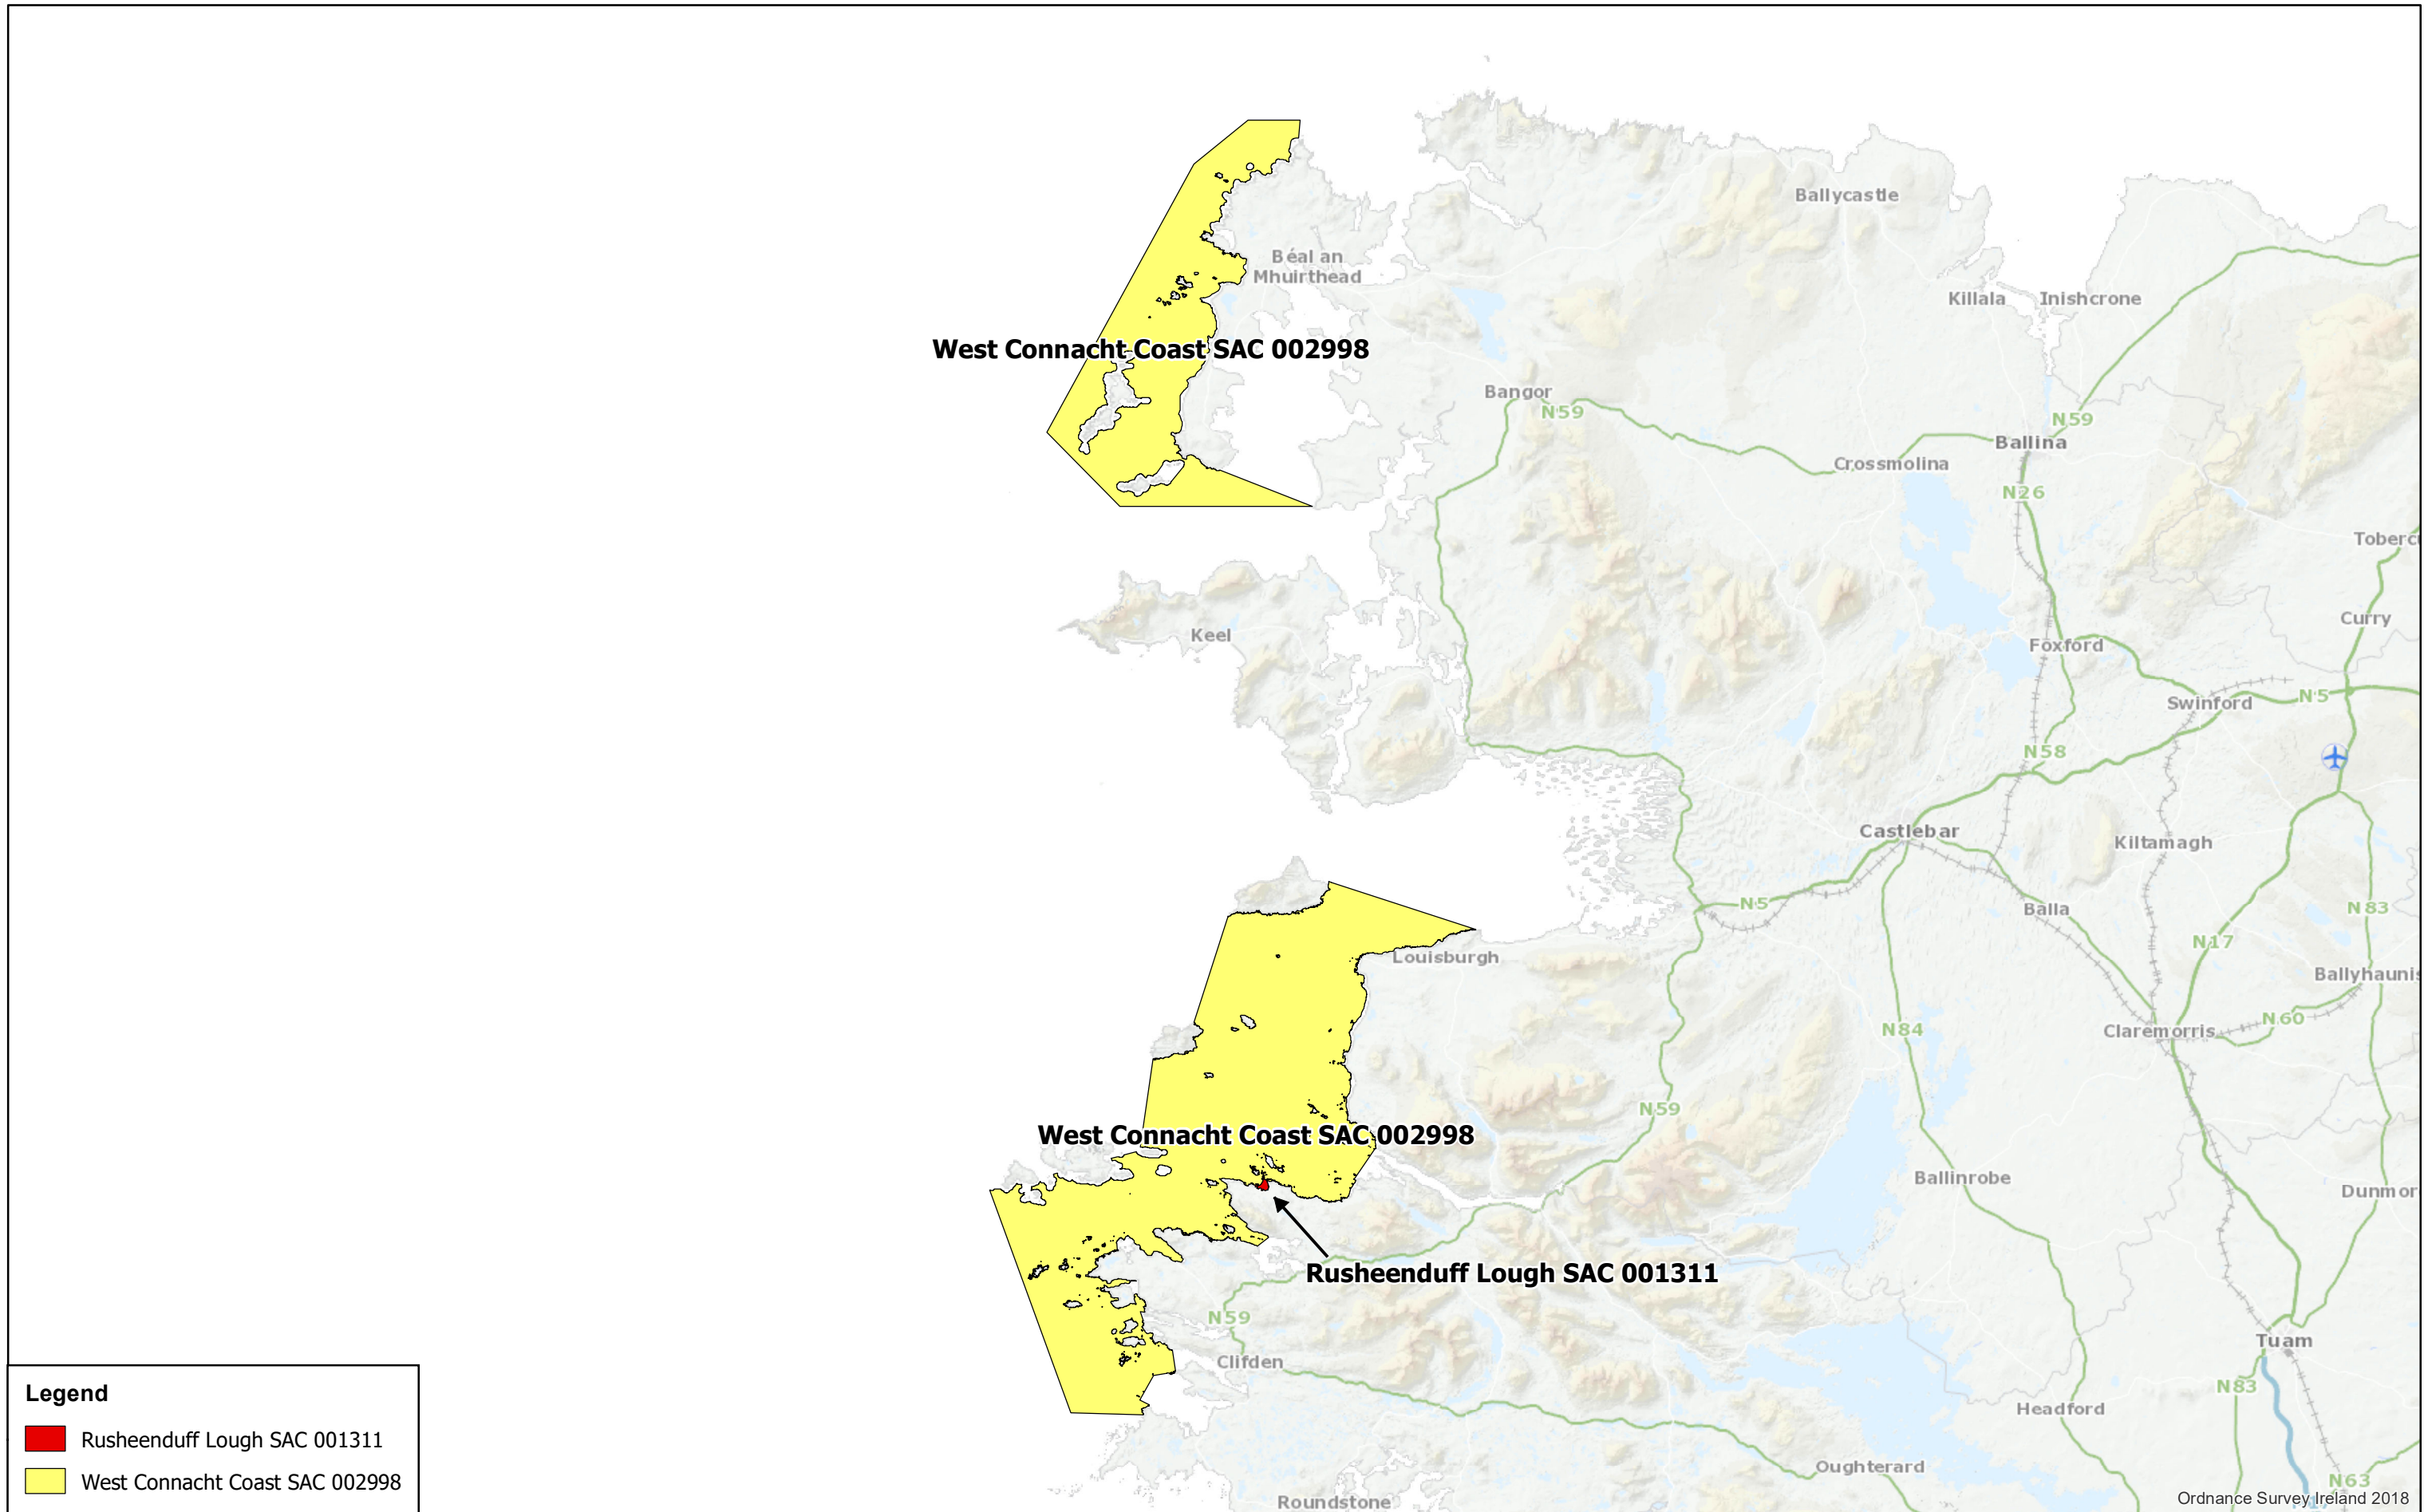 Ballycastle
Béal an
Mhuirthead
Killala
Inishcrone
West Connacht Coast SAC 002998
Bangor
N59
N59
Ballina
Crossmolina
N26
Curry
Keel
Foxford
Swinford
N5
N58
Castlebar
Kiltamagh
N5
Balla
N83
N17
Louisburgh
N84
Claremorris
N60
N59
West Connacht Coast SAC 002998
Ballinrobe
Rusheenduff Lough SAC 001311
N59
Tuam
Clifden
N83
Headford
Oughterard
N63
Roundstone
Ordnance Survey Ireland 2018
Legend
Rusheenduff Lough SAC 001311
West Connacht Coast SAC 002998